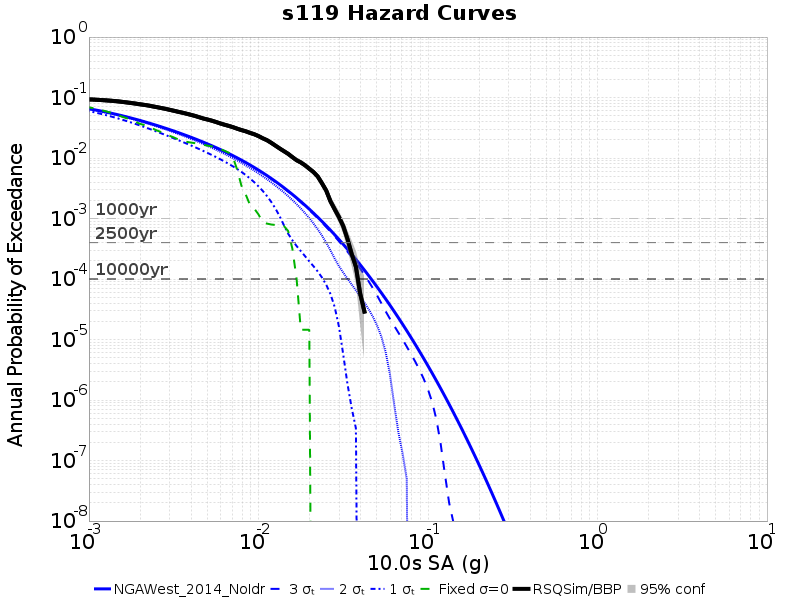 s119 Hazard Curves
Annual Probability of Exceedance
10⁰
10⁻¹
10⁻²
10⁻³
10⁻⁴
10⁻⁵
10⁻⁶
10⁻⁷
10⁻⁸
1000yr
2500yr
10000yr
10⁻³ 10⁻² 10⁻¹ 10⁰ 10¹
10.0s SA (g)
NGAWest_2014_NoIdr 3 σₜ 2 σₜ 1 σₜ Fixed σ=0 RSQSim/BBP 95% conf